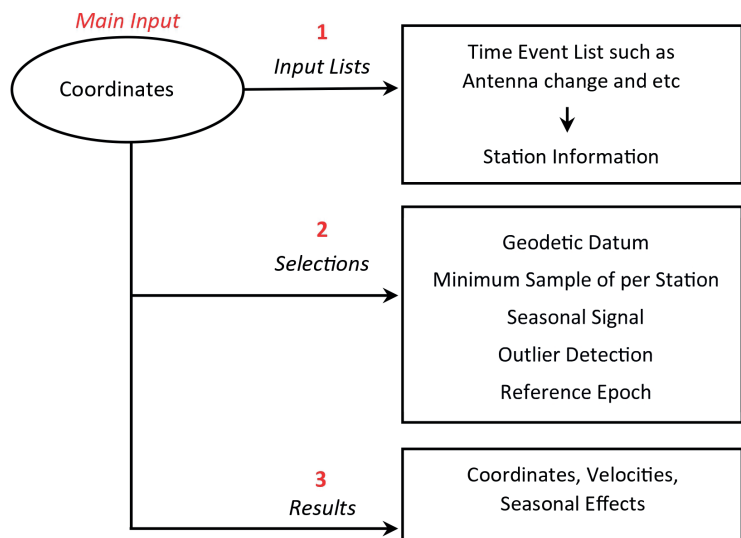 Main Input
Coordinates
1
Input Lists
Time Event List such as
Antenna change and etc
Station Information
2
Selections
Geodetic Datum
Minimum Sample of per Station
Seasonal Signal
Outlier Detection
Reference Epoch
3
Results
Coordinates, Velocities,
Seasonal Effects